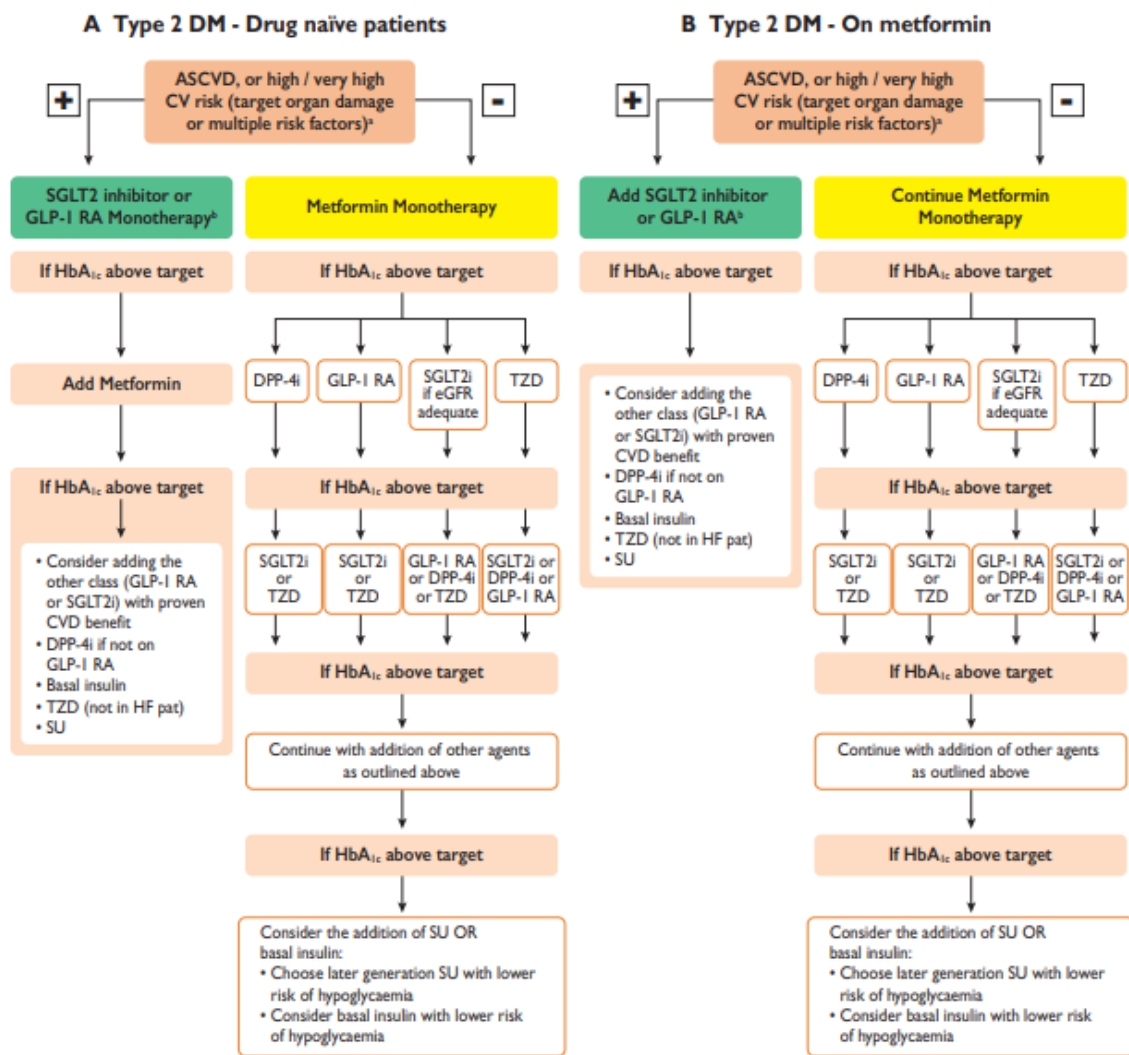 A Type 2 DM - Drug naïve patients
ASCVD, or high / very high
CV risk (target organ damage
or multiple risk factors)ᵃ
+
-
SGLT2 inhibitor or
GLP-1 RA Monotherapyᵇ
Metformin Monotherapy
If HbA₁c above target
If HbA₁c above target
Add Metformin
DPP-4i
GLP-1 RA
SGLT2i
if eGFR
adequate
TZD
If HbA₁c above target
If HbA₁c above target
• Consider adding the
other class (GLP-1 RA
or SGLT2i) with proven
CVD benefit
• DPP-4i if not on
GLP-1 RA
• Basal insulin
• TZD (not in HF pat)
• SU
SGLT2i
or
TZD
SGLT2i
or
TZD
GLP-1 RA
or DPP-4i
or TZD
SGLT2i or
DPP-4i or
GLP-1 RA
If HbA₁c above target
Continue with addition of other agents
as outlined above
If HbA₁c above target
Consider the addition of SU OR
basal insulin:
• Choose later generation SU with lower
risk of hypoglycaemia
• Consider basal insulin with lower risk
of hypoglycaemia
B Type 2 DM - On metformin
ASCVD, or high / very high
CV risk (target organ damage
or multiple risk factors)ᵃ
+
-
Add SGLT2 inhibitor
or GLP-1 RAᵇ
Continue Metformin
Monotherapy
If HbA₁c above target
If HbA₁c above target
• Consider adding the
other class (GLP-1 RA
or SGLT2i) with proven
CVD benefit
• DPP-4i if not on
GLP-1 RA
• Basal insulin
• TZD (not in HF pat)
• SU
DPP-4i
GLP-1 RA
SGLT2i
if eGFR
adequate
TZD
If HbA₁c above target
SGLT2i
or
TZD
SGLT2i
or
TZD
GLP-1 RA
or DPP-4i
or TZD
SGLT2i or
DPP-4i or
GLP-1 RA
If HbA₁c above target
Continue with addition of other agents
as outlined above
If HbA₁c above target
Consider the addition of SU OR
basal insulin:
• Choose later generation SU with lower
risk of hypoglycaemia
• Consider basal insulin with lower risk
of hypoglycaemia